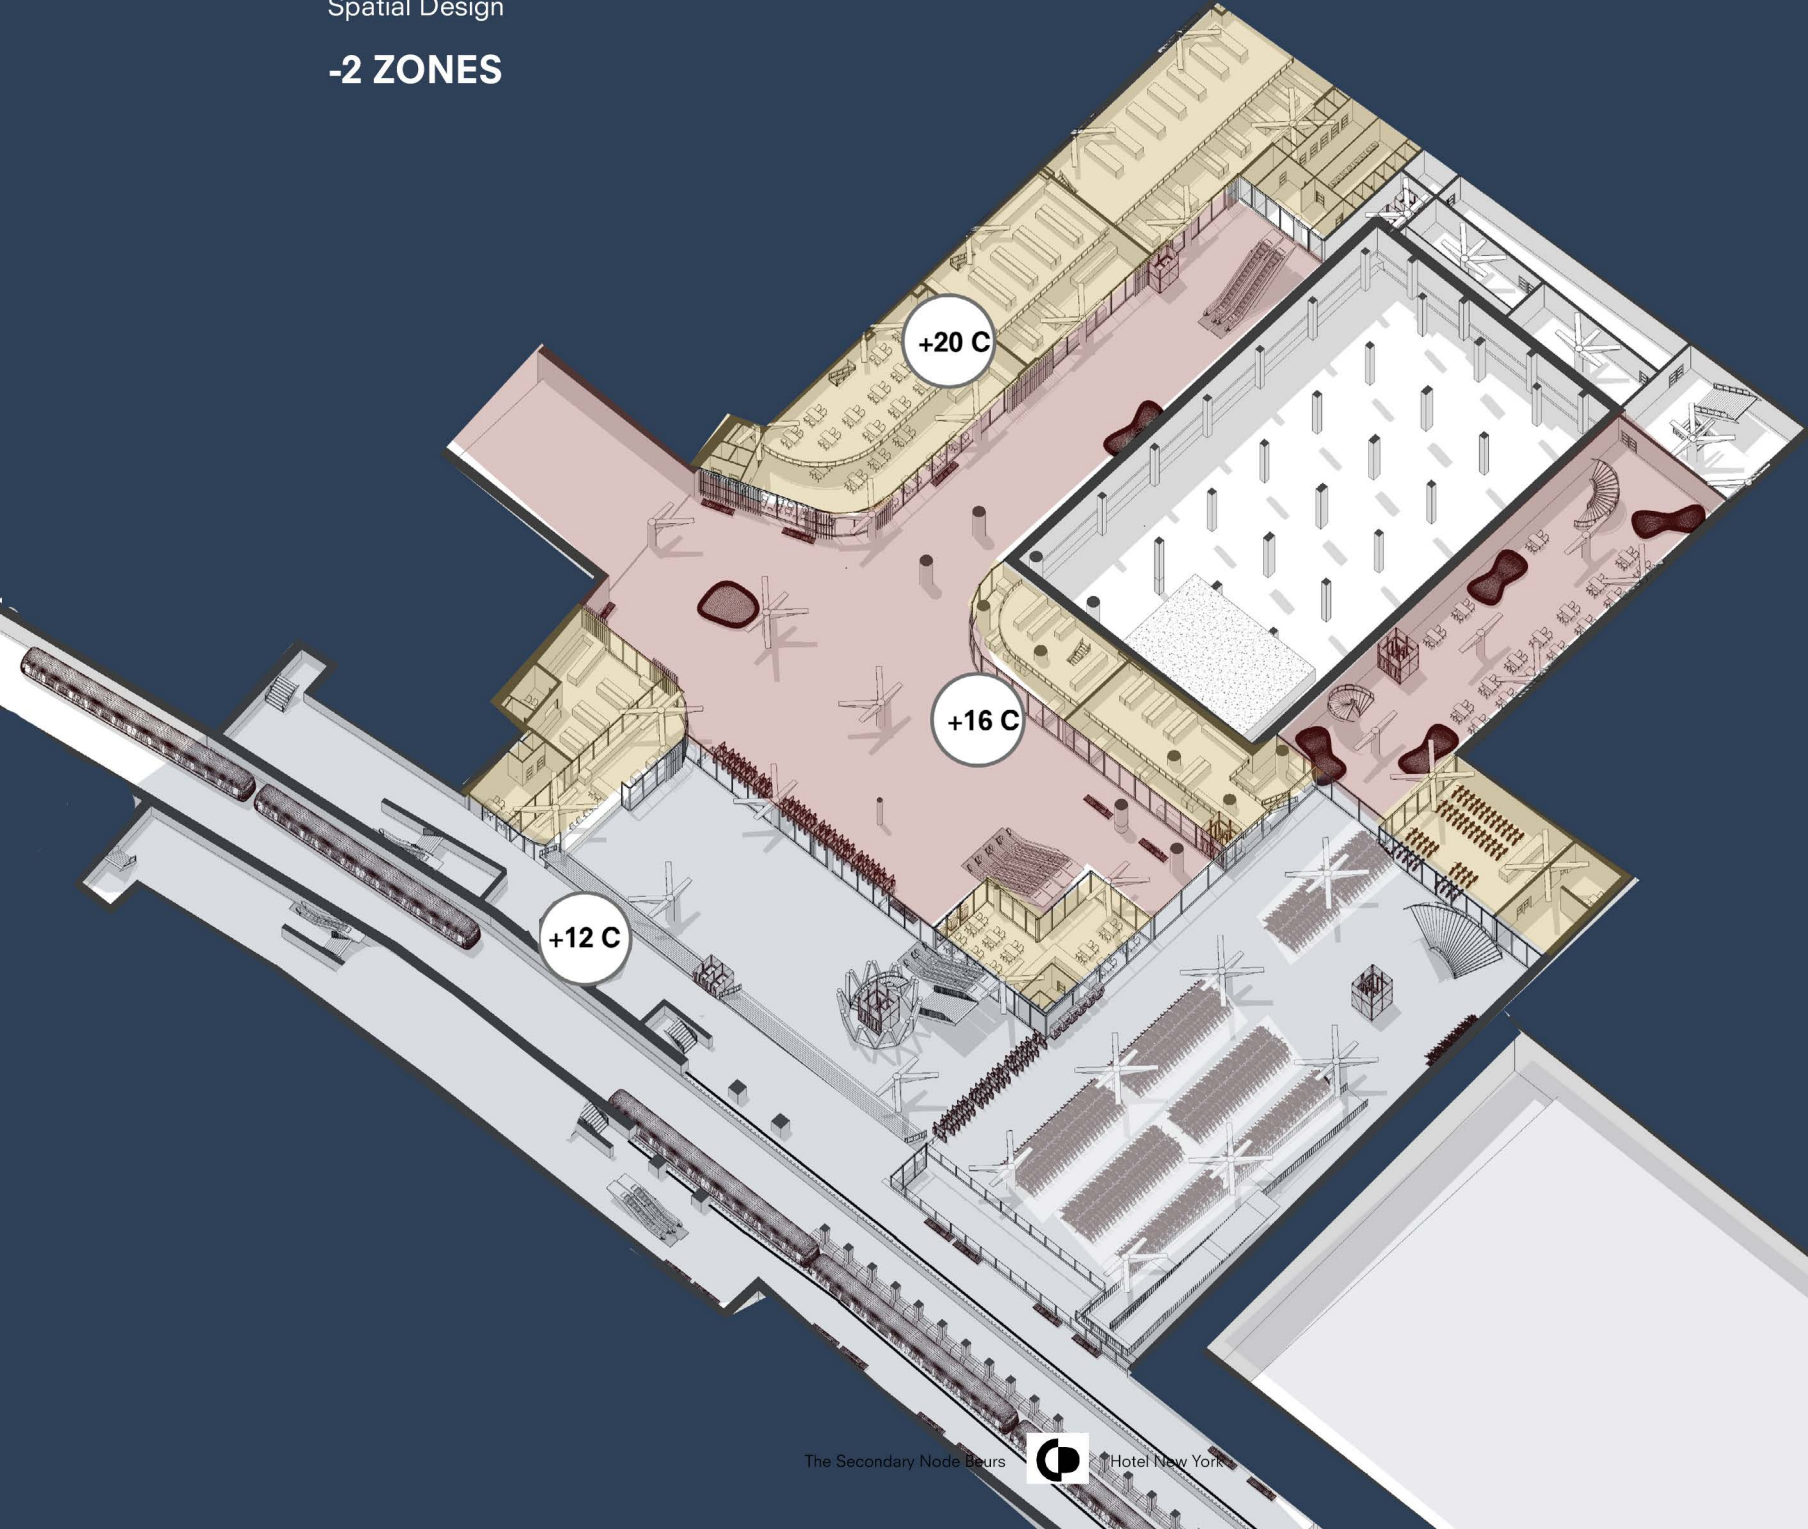 Spatial Design
-2 ZONES
+20 C
+16 C
+12 C
The Secondary Node Beurs
Hotel New York